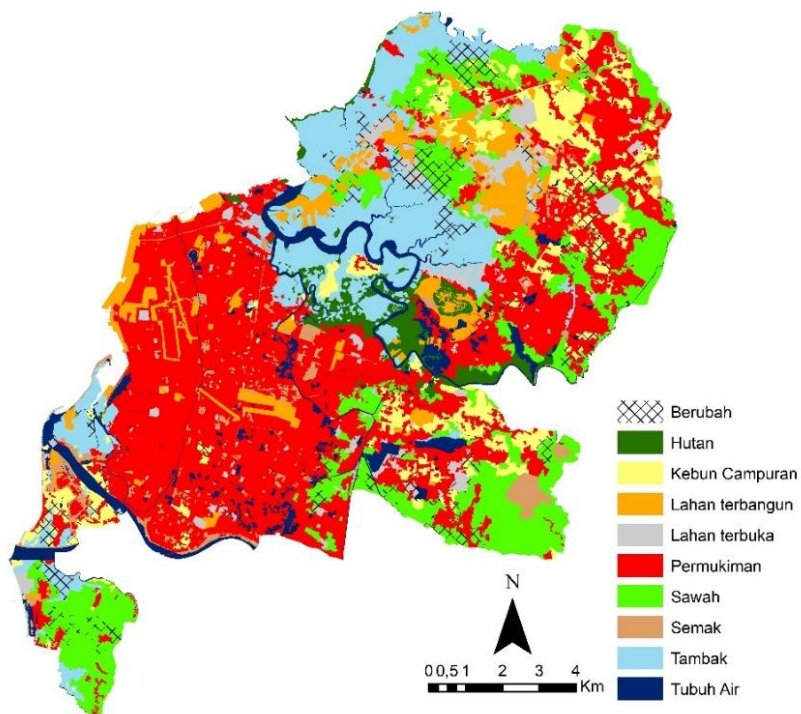 Berubah
Hutan
Kebun Campuran
Lahan terbangun
Lahan terbuka
Permukiman
Sawah
Semak
Tambak
Tubuh Air
N
0 0,5 1 2 3 4
Km